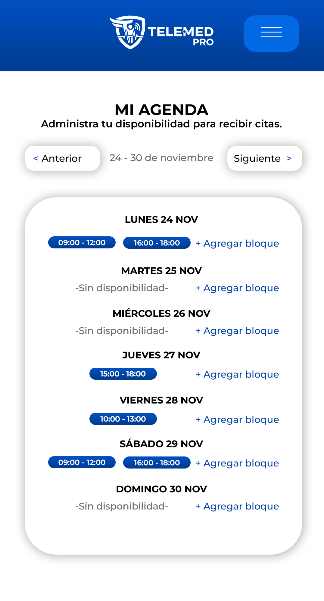 TELEMED
PRO
MI AGENDA
Administra tu disponibilidad para recibir citas.
< Anterior 24 - 30 de noviembre Siguiente >
LUNES 24 NOV
09:00 - 12:00 16:00 - 18:00 + Agregar bloque
MARTES 25 NOV
-Sin disponibilidad- + Agregar bloque
MIÉRCOLES 26 NOV
-Sin disponibilidad- + Agregar bloque
JUEVES 27 NOV
15:00 - 18:00 + Agregar bloque
VIERNES 28 NOV
10:00 - 13:00 + Agregar bloque
SÁBADO 29 NOV
09:00 - 12:00 16:00 - 18:00 + Agregar bloque
DOMINGO 30 NOV
-Sin disponibilidad- + Agregar bloque